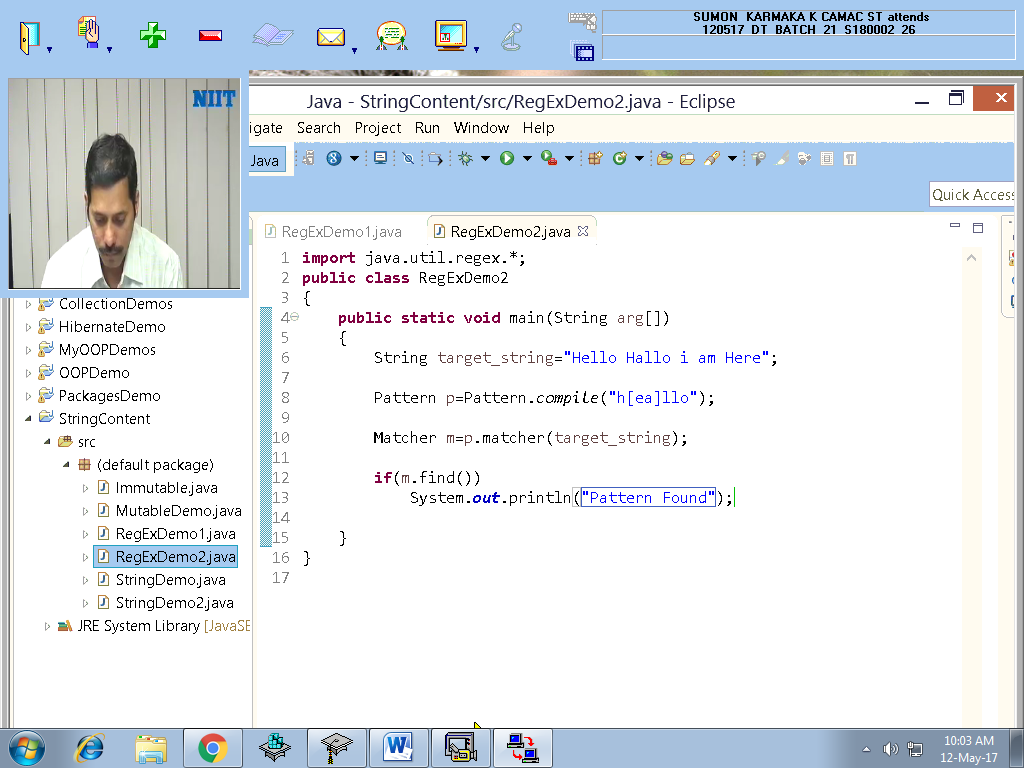 SUMON KARMAKA K CAMAC ST attends
120517 DT BATCH 21 S180002 26
NIIT
Java - StringContent/src/RegExDemo2.java - Eclipse
igate Search Project Run Window Help
Java
Quick Access
RegExDemo1.java
RegExDemo2.java
1 import java.util.regex.*;
2 public class RegExDemo2
3 {
4 public static void main(String arg[])
5 {
6 String target_string="Hello Hallo i am Here";
7
8 Pattern p=Pattern.compile("h[ea]llo");
9
10 Matcher m=p.matcher(target_string);
11
12 if(m.find())
13 System.out.println("Pattern Found");
14
15 }
16 }
17
CollectionDemos
HibernateDemo
MyOOPDemos
OOPDemo
PackagesDemo
StringContent
src
(default package)
Immutable.java
MutableDemo.java
RegExDemo1.java
RegExDemo2.java
StringDemo.java
StringDemo2.java
JRE System Library [JavaSE
10:03 AM
12-May-17